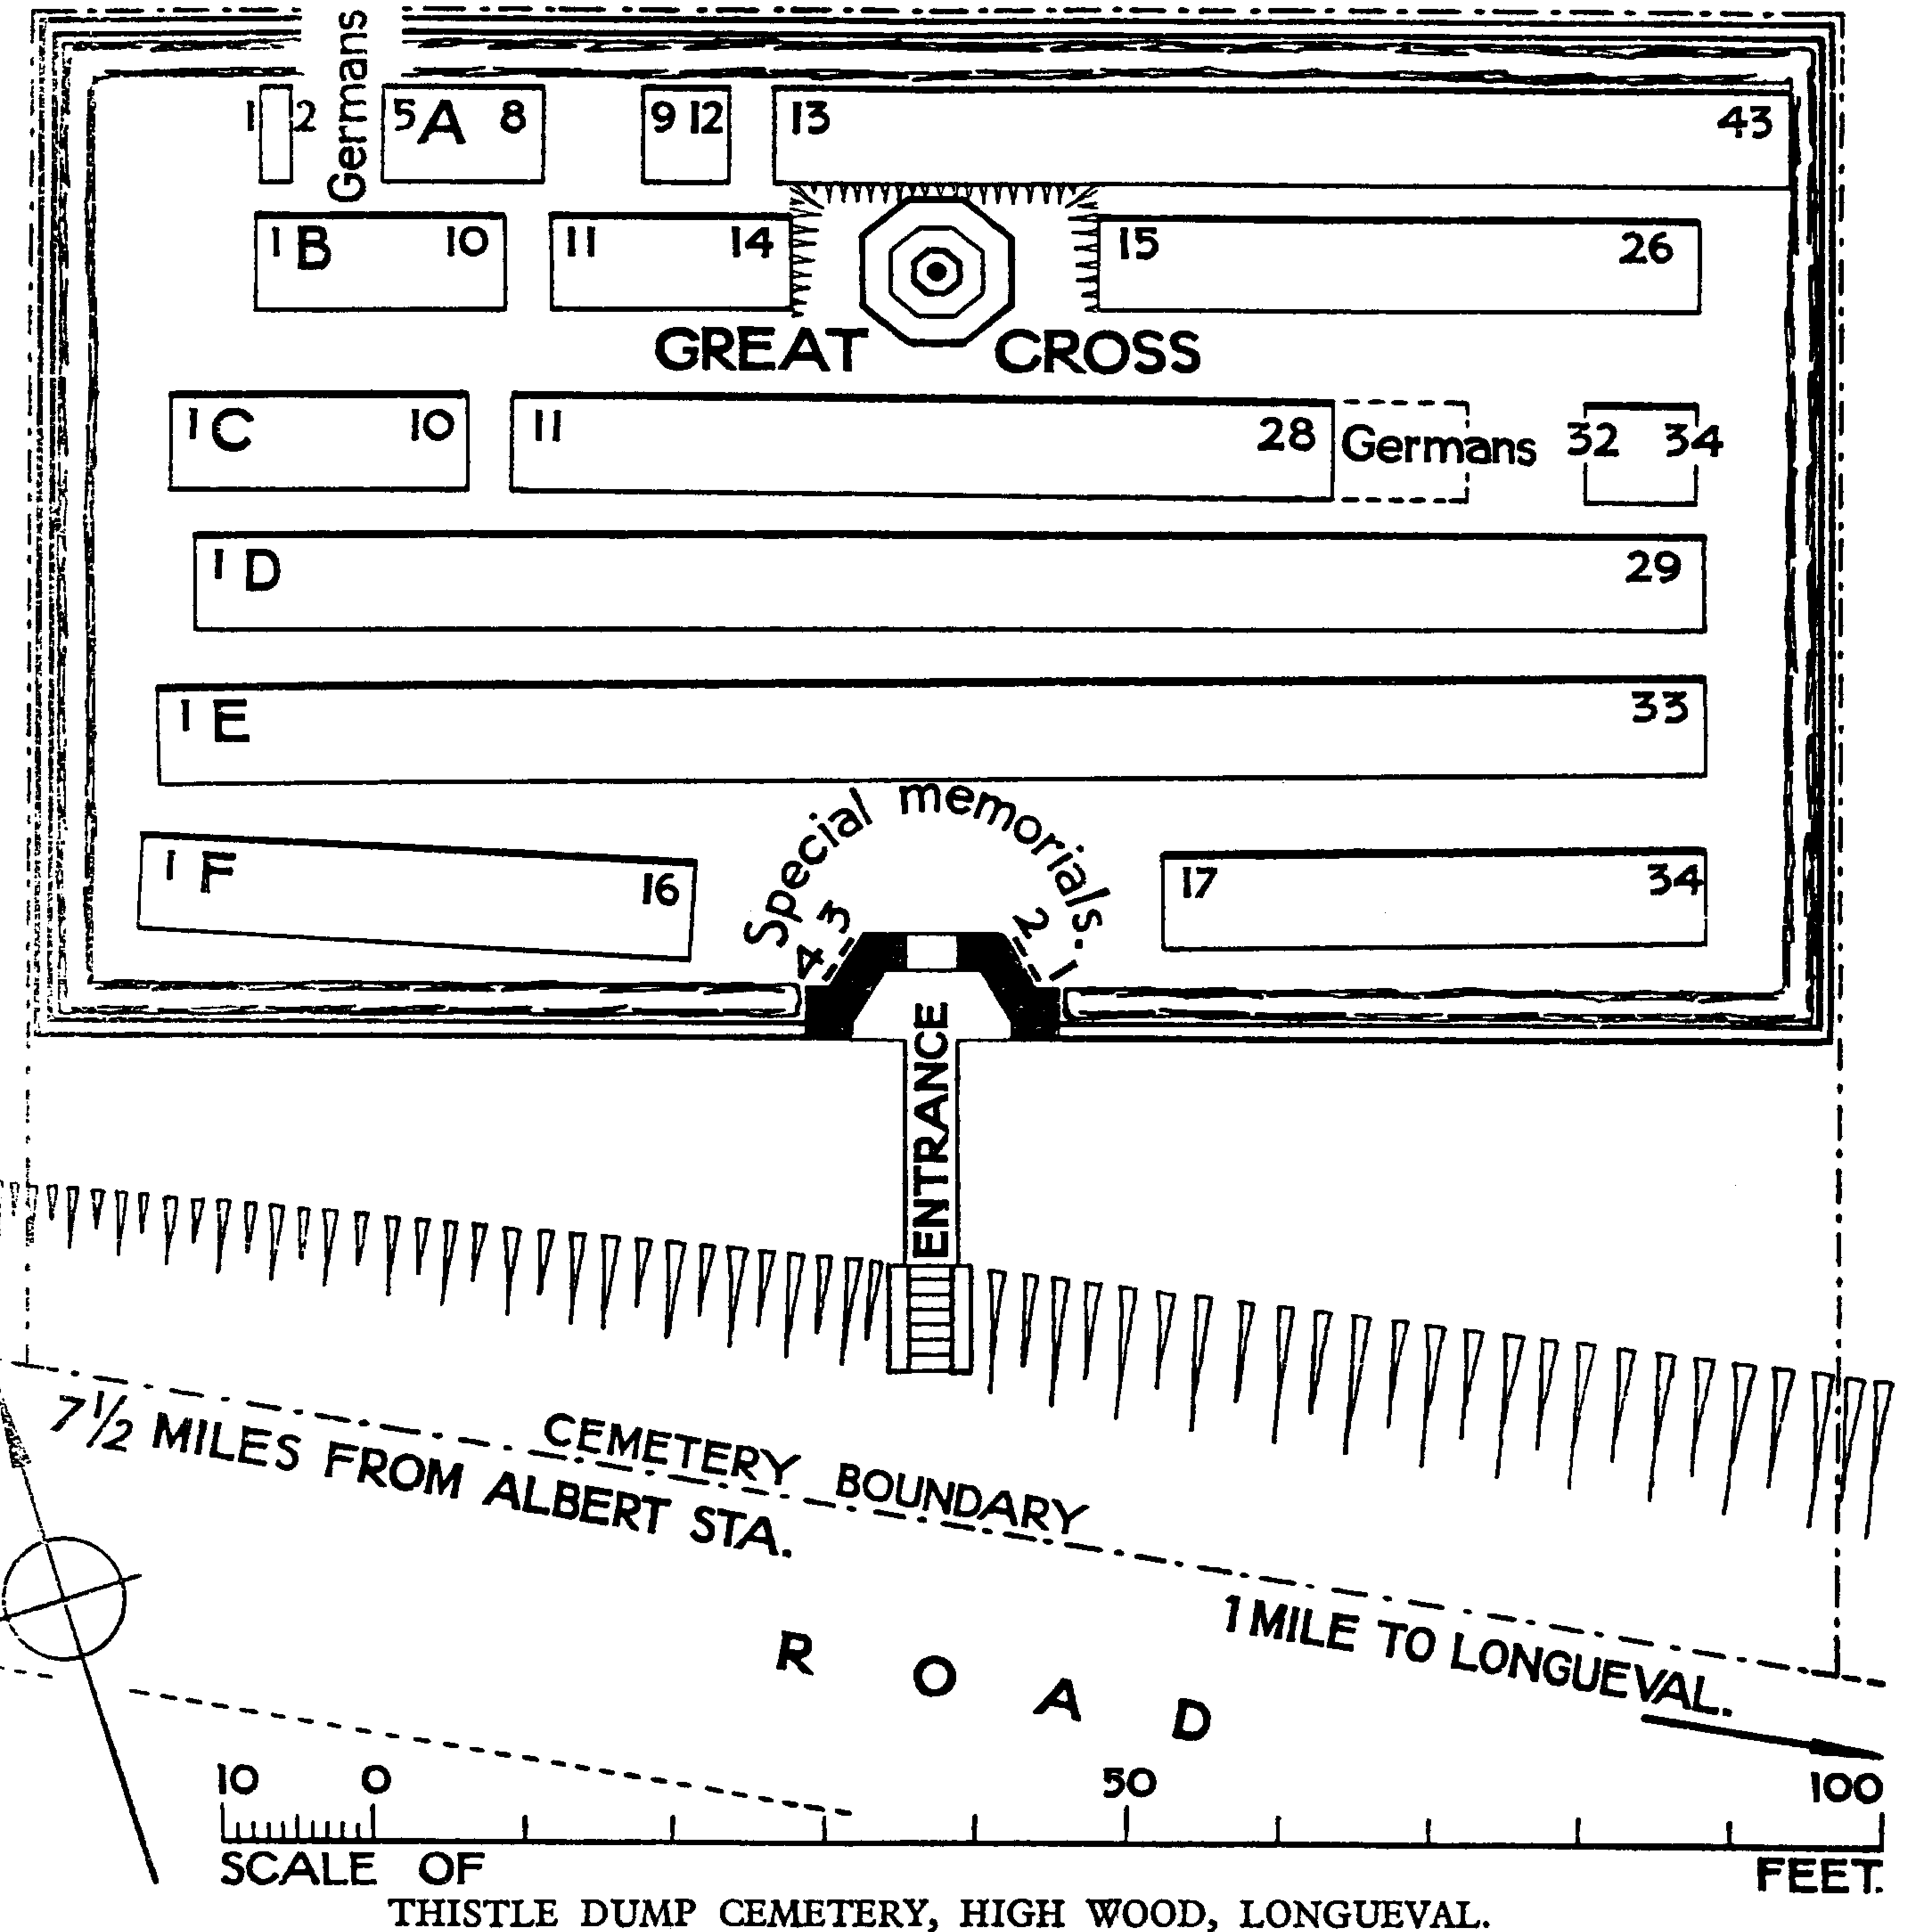 Germans
1 2 5 A 8 9 12 13 43
1 B 10 11 14 15 26
GREAT CROSS
1 C 10 11 28 Germans 32 34
1 D 29
1 E 33
Special memorials.
1 F 16 17 34
4 3 2 1
ENTRANCE
CEMETERY BOUNDARY
7½ MILES FROM ALBERT STA.
1 MILE TO LONGUEVAL.
ROAD
10 0 50 100
SCALE OF FEET.
THISTLE DUMP CEMETERY, HIGH WOOD, LONGUEVAL.